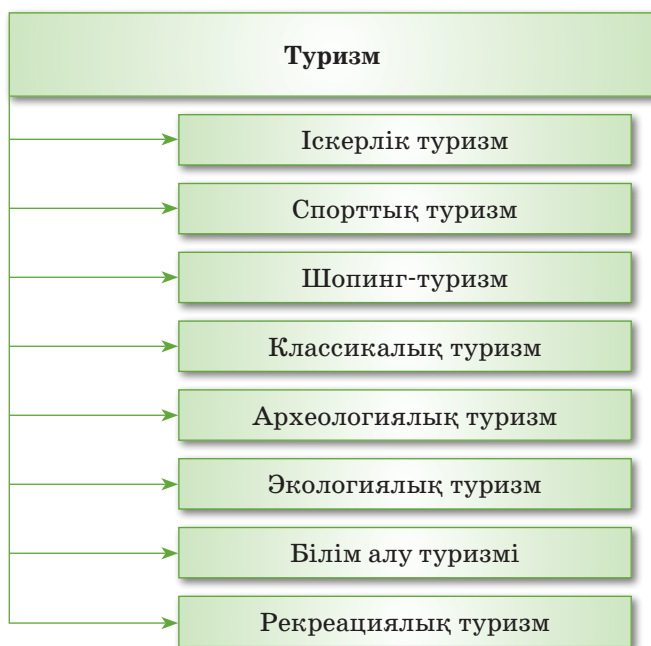 Туризм
Іскерлік туризм
Спорттық туризм
Шопинг-туризм
Классикалық туризм
Археологиялық туризм
Экологиялық туризм
Білім алу туризмі
Рекреациялық туризм